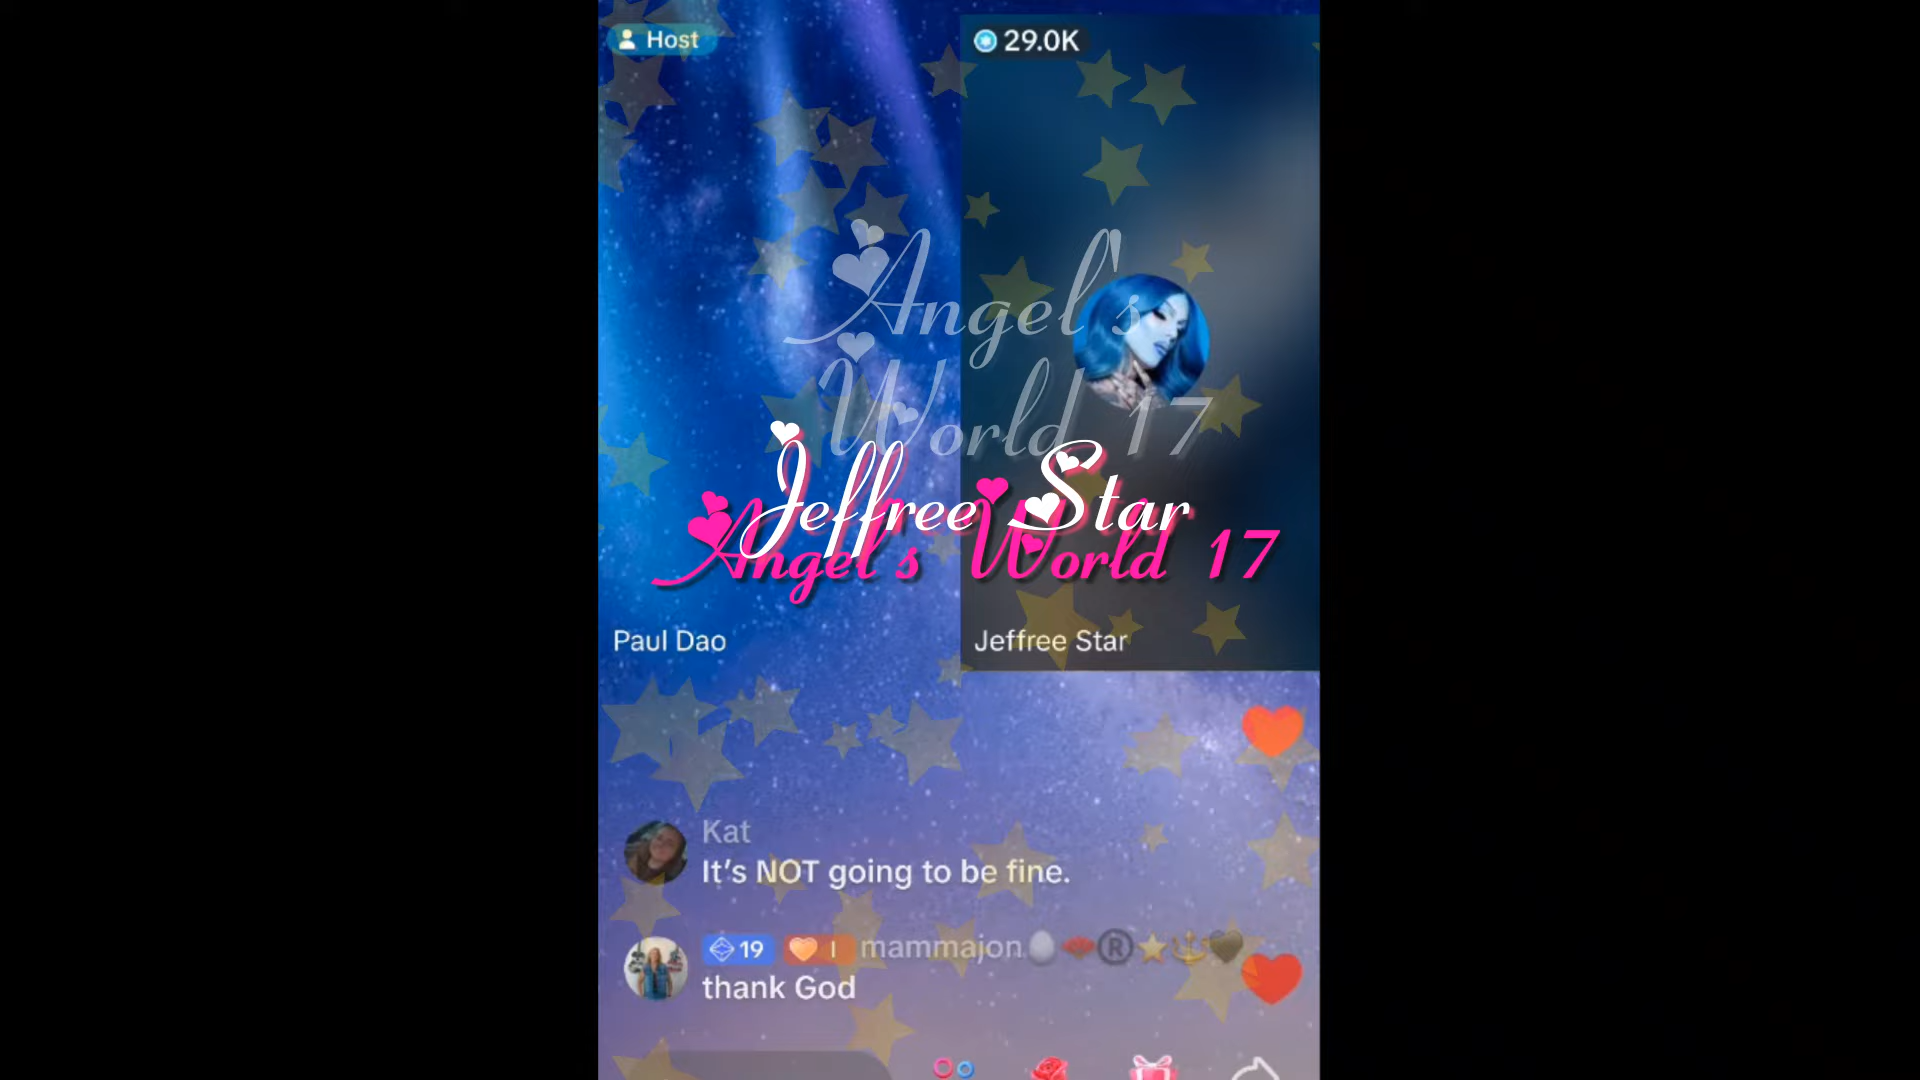 Host
29.0K
Angel's
World 17
Jeffree Star
Angel's World 17
Paul Dao
Jeffree Star
Kat
It's NOT going to be fine.
19 I mammajon🥚🪭®️⭐⚓🖤
thank God